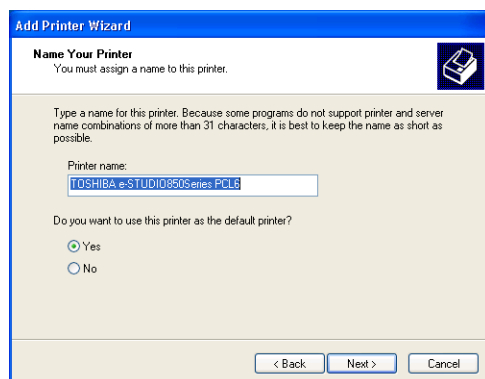 Add Printer Wizard
Name Your Printer
You must assign a name to this printer.
Type a name for this printer. Because some programs do not support printer and server
name combinations of more than 31 characters, it is best to keep the name as short as
possible.
Printer name:
TOSHIBA e-STUDIO850Series PCL6
Do you want to use this printer as the default printer?
Yes
No
< Back
Next >
Cancel